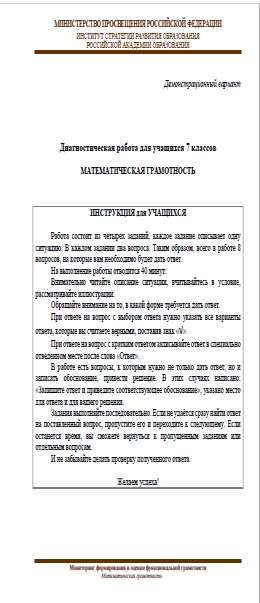 МИНИСТЕРСТВО ПРОСВЕЩЕНИЯ РОССИЙСКОЙ ФЕДЕРАЦИИ
ИНСТИТУТ СТРАТЕГИИ РАЗВИТИЯ ОБРАЗОВАНИЯ
РОССИЙСКОЙ АКАДЕМИИ ОБРАЗОВАНИЯ
Демонстрационный вариант
Диагностическая работа для учащихся 7 классов
МАТЕМАТИЧЕСКАЯ ГРАМОТНОСТЬ
ИНСТРУКЦИЯ для УЧАЩИХСЯ
Работа состоит из четырех заданий, каждое задание описывает одну
ситуацию. В каждом задании два вопроса. Таким образом, всего в работе 8
вопросов, на которые вам необходимо будет дать ответ.
На выполнение работы отводится 40 минут.
Внимательно читайте описание ситуации, вчитывайтесь в условие,
рассматривайте иллюстрации.
Обращайте внимание на то, в какой форме требуется дать ответ.
При ответе на вопрос с выбором ответа нужно указать все варианты
ответа, которые вы считаете верными, поставив знак «V».
При ответе на вопрос с кратким ответом записывайте ответ в специально
отведенном месте после слова «Ответ».
В работе есть вопросы, к которым нужно не только дать ответ, но и
записать обоснование, привести решение. В этих случаях написано:
«Запишите ответ и приведите соответствующее обоснование», указано место
для ответа и для вашего решения.
Задания выполняйте последовательно. Если не удаётся сразу найти ответ
на поставленный вопрос, пропустите его и переходите к следующему. Если
останется время, вы сможете вернуться к пропущенным заданиям или
отдельным вопросам.
И не забывайте делать проверку полученного ответа.
Желаем успеха!
Мониторинг формирования и оценки функциональной грамотности
Математическая грамотность